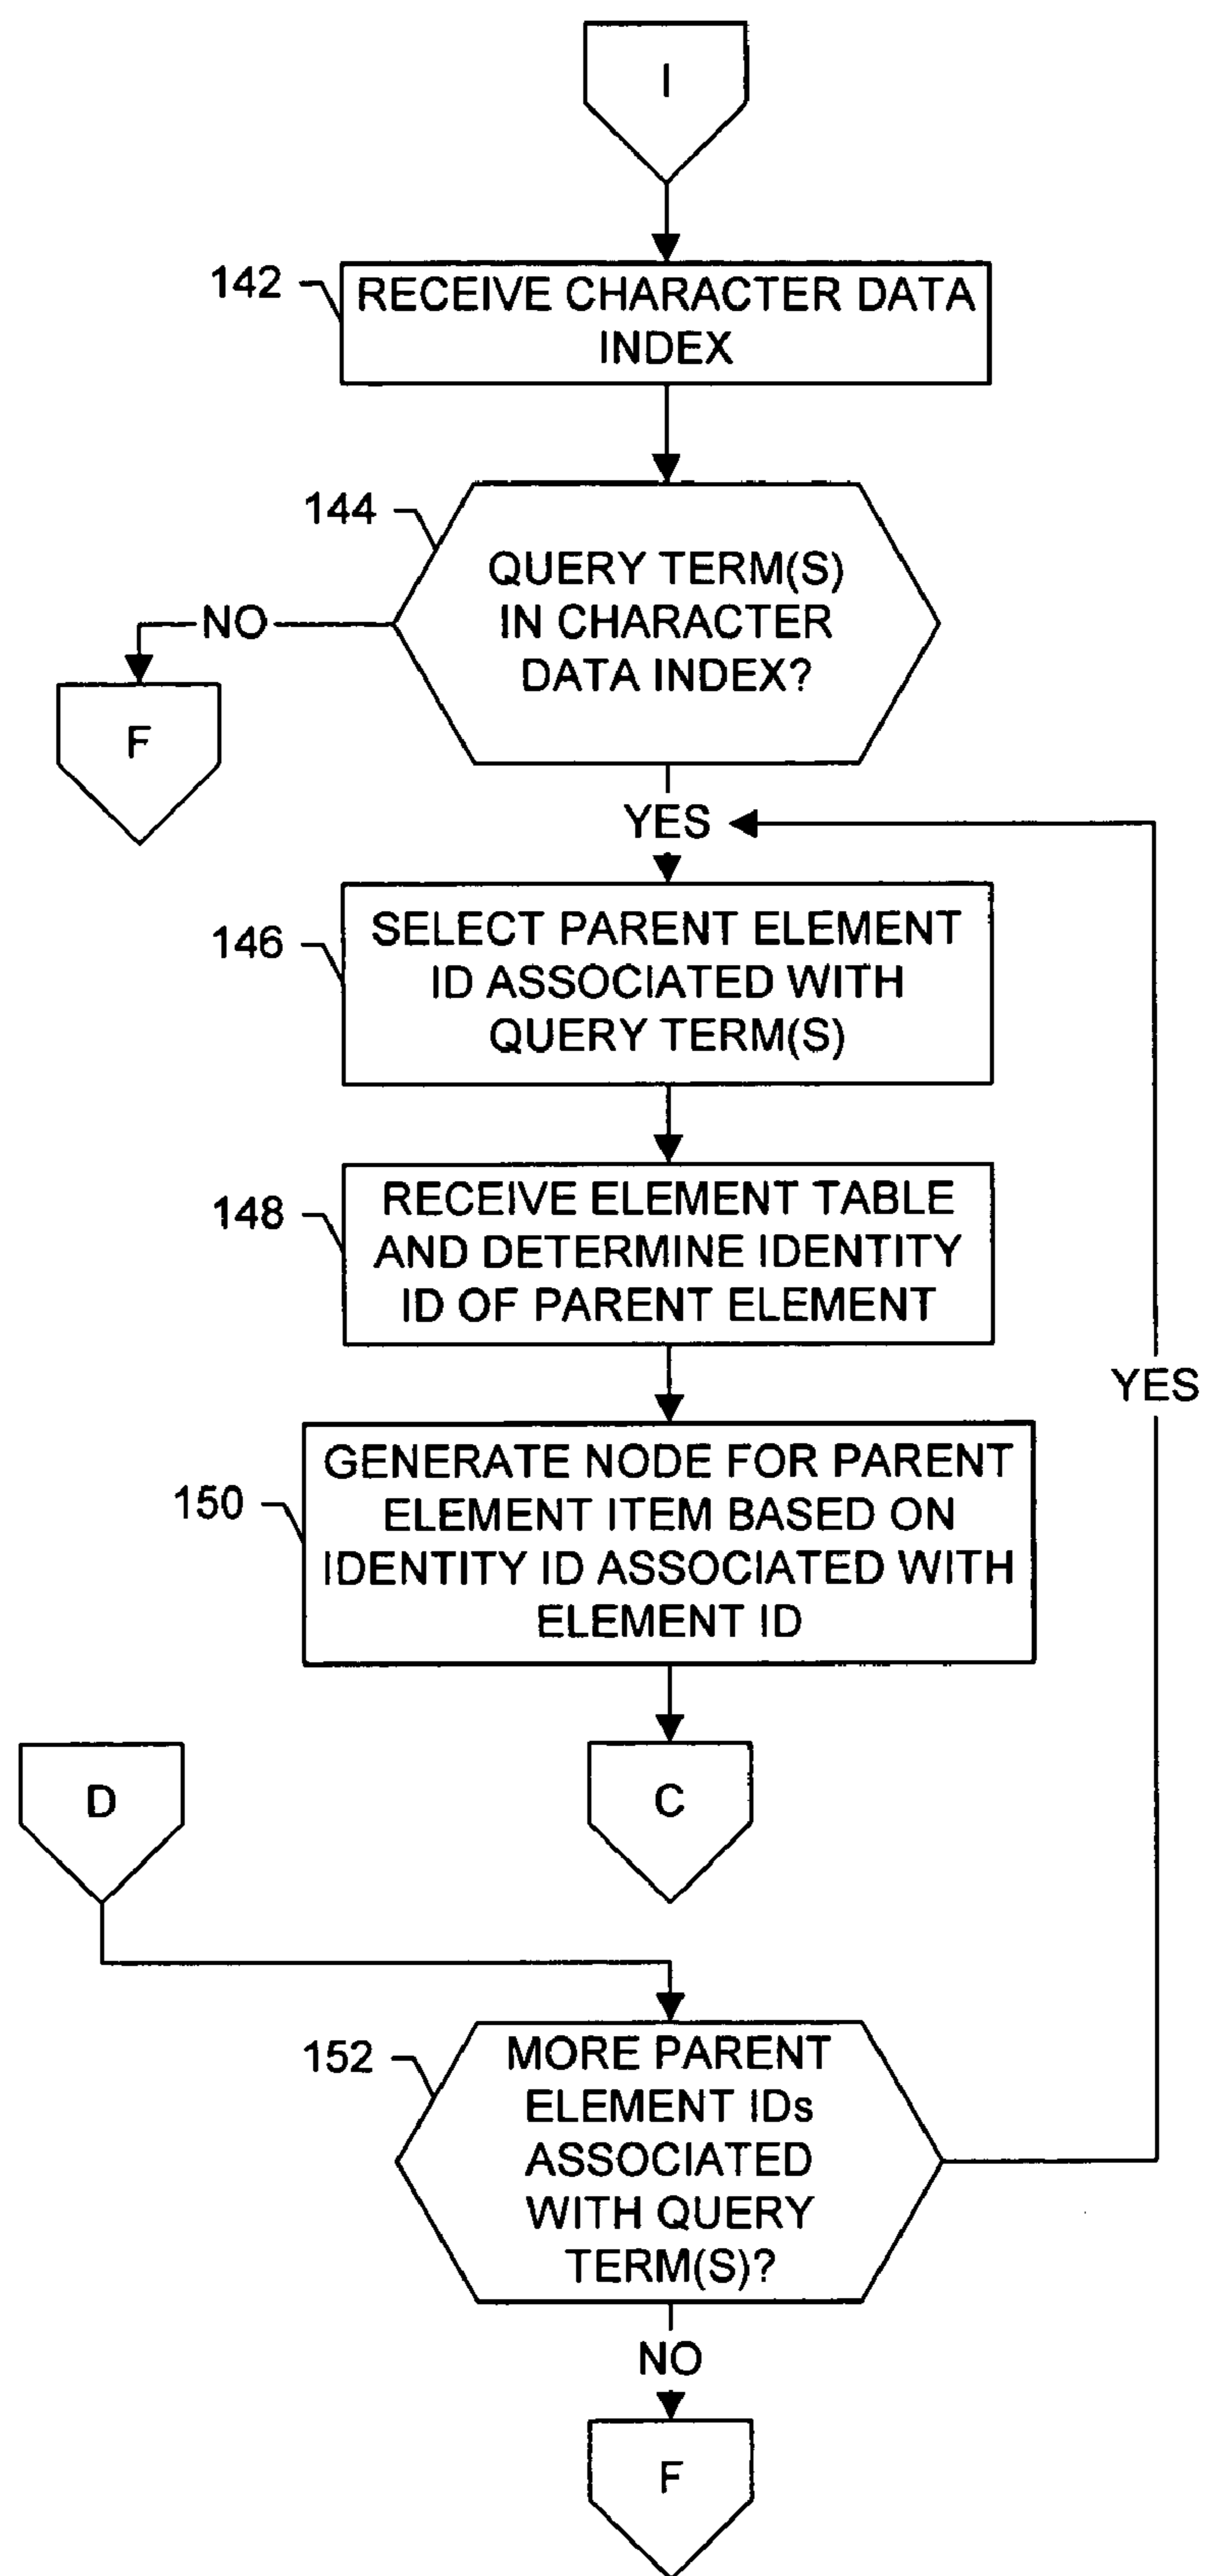 I
142
RECEIVE CHARACTER DATA
INDEX
144
QUERY TERM(S)
IN CHARACTER
DATA INDEX?
NO
F
YES
146
SELECT PARENT ELEMENT
ID ASSOCIATED WITH
QUERY TERM(S)
148
RECEIVE ELEMENT TABLE
AND DETERMINE IDENTITY
ID OF PARENT ELEMENT
YES
150
GENERATE NODE FOR PARENT
ELEMENT ITEM BASED ON
IDENTITY ID ASSOCIATED WITH
ELEMENT ID
D
C
152
MORE PARENT
ELEMENT IDs
ASSOCIATED
WITH QUERY
TERM(S)?
NO
F